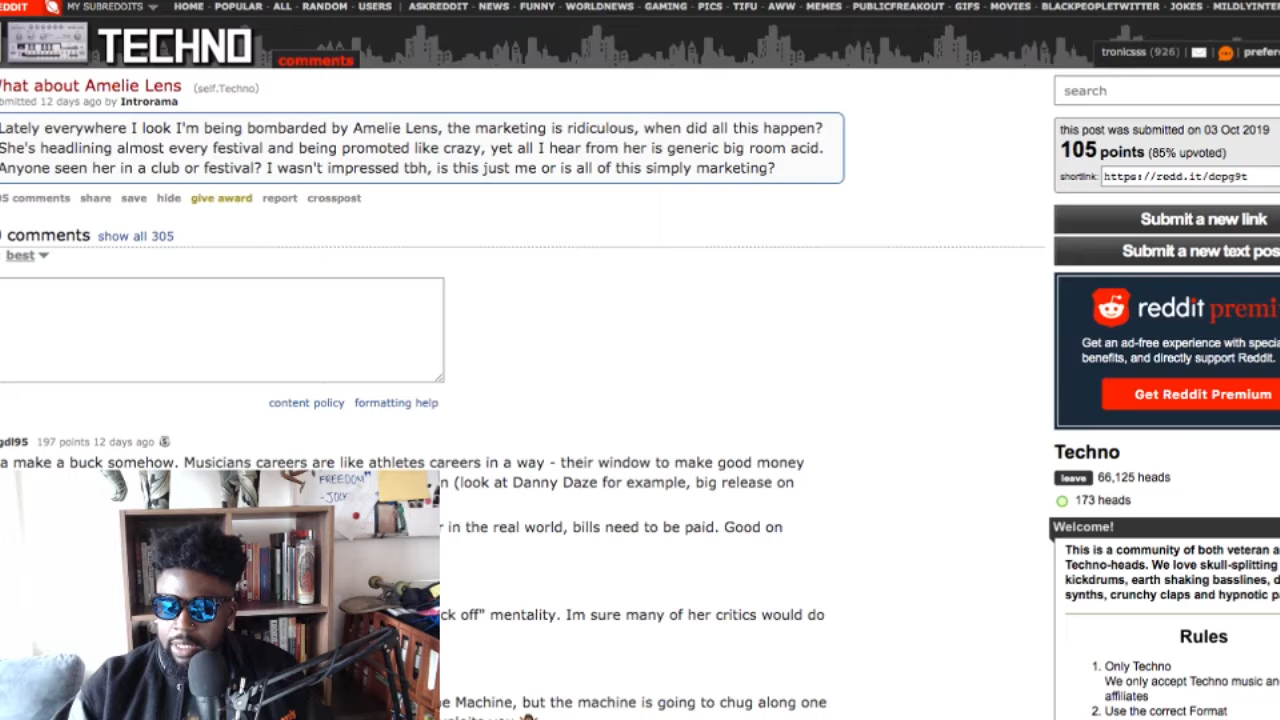 EDDIT MY SUBREDDITS HOME - POPULAR - ALL - RANDOM - USERS | ASKREDDIT - NEWS - FUNNY - WORLDNEWS - GAMING - PICS - TIFU - AWW - MEMES - PUBLICFREAKOUT - GIFS - MOVIES - BLACKPEOPLETWITTER - JOKES - MILDLYINTER
TECHNO comments
tronicsss (926) | | prefer
hat about Amelie Lens (self.Techno)
bmitted 12 days ago by Introrama
Lately everywhere I look I'm being bombarded by Amelie Lens, the marketing is ridiculous, when did all this happen?
She's headlining almost every festival and being promoted like crazy, yet all I hear from her is generic big room acid.
Anyone seen her in a club or festival? I wasn't impressed tbh, is this just me or is all of this simply marketing?
05 comments share save hide give award report crosspost
comments show all 305
best
content policy formatting help
gdl95 197 points 12 days ago
a make a buck somehow. Musicians careers are like athletes careers in a way - their window to make good money
n (look at Danny Daze for example, big release on
r in the real world, bills need to be paid. Good on
ck off" mentality. Im sure many of her critics would do
e Machine, but the machine is going to chug along one
"FREEDOM"
search
this post was submitted on 03 Oct 2019
105 points (85% upvoted)
shortlink: https://redd.it/dcpg9t
Submit a new link
Submit a new text pos
reddit premi
Get an ad-free experience with specia
benefits, and directly support Reddit.
Get Reddit Premium
Techno
leave 66,125 heads
173 heads
Welcome!
This is a community of both veteran a
Techno-heads. We love skull-splitting
kickdrums, earth shaking basslines, d
synths, crunchy claps and hypnotic pa
Rules
1. Only Techno
We only accept Techno music an
affiliates
2. Use the correct Format